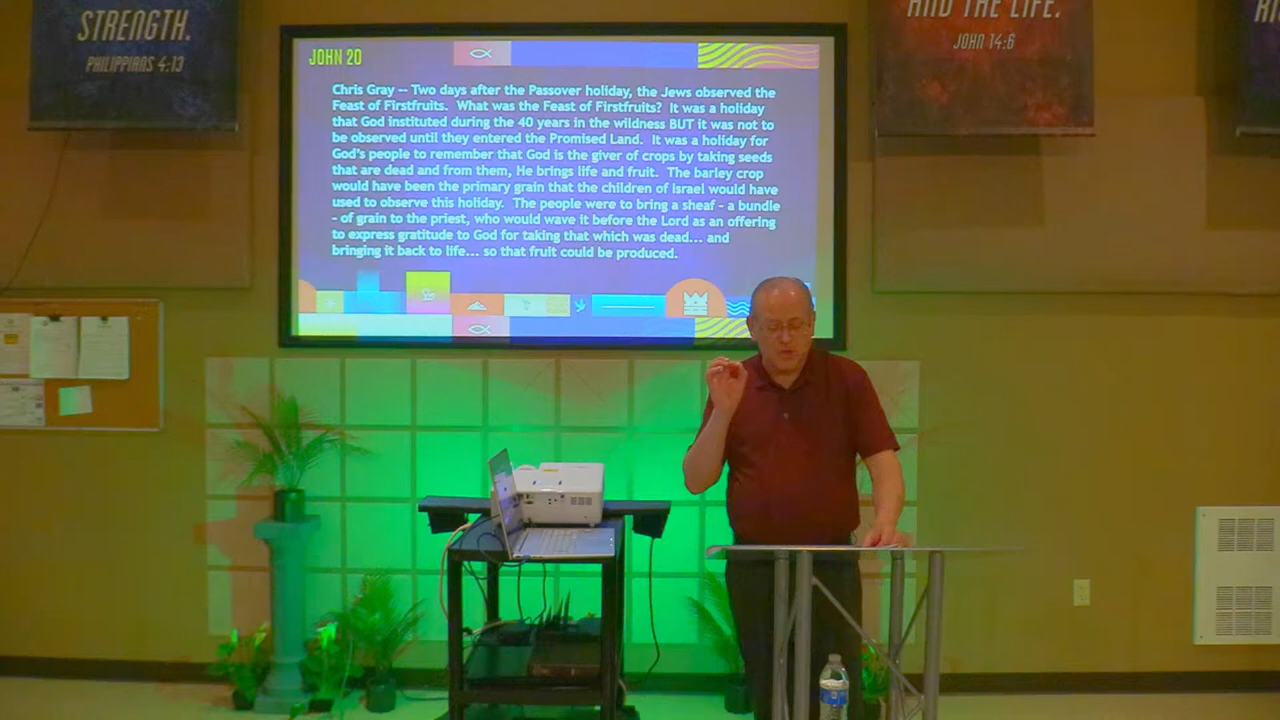 STRENGTH.
PHILIPPIANS 4:13
AND THE LIFE.
JOHN 14:6
JOHN 20
Chris Gray -- Two days after the Passover holiday, the Jews observed the
Feast of Firstfruits.  What was the Feast of Firstfruits?  It was a holiday
that God instituted during the 40 years in the wildness BUT it was not to
be observed until they entered the Promised Land.  It was a holiday for
God's people to remember that God is the giver of crops by taking seeds
that are dead and from them, He brings life and fruit.  The barley crop
would have been the primary grain that the children of Israel would have
used to observe this holiday.  The people were to bring a sheaf - a bundle
- of grain to the priest, who would wave it before the Lord as an offering
to express gratitude to God for taking that which was dead... and
bringing it back to life... so that fruit could be produced.